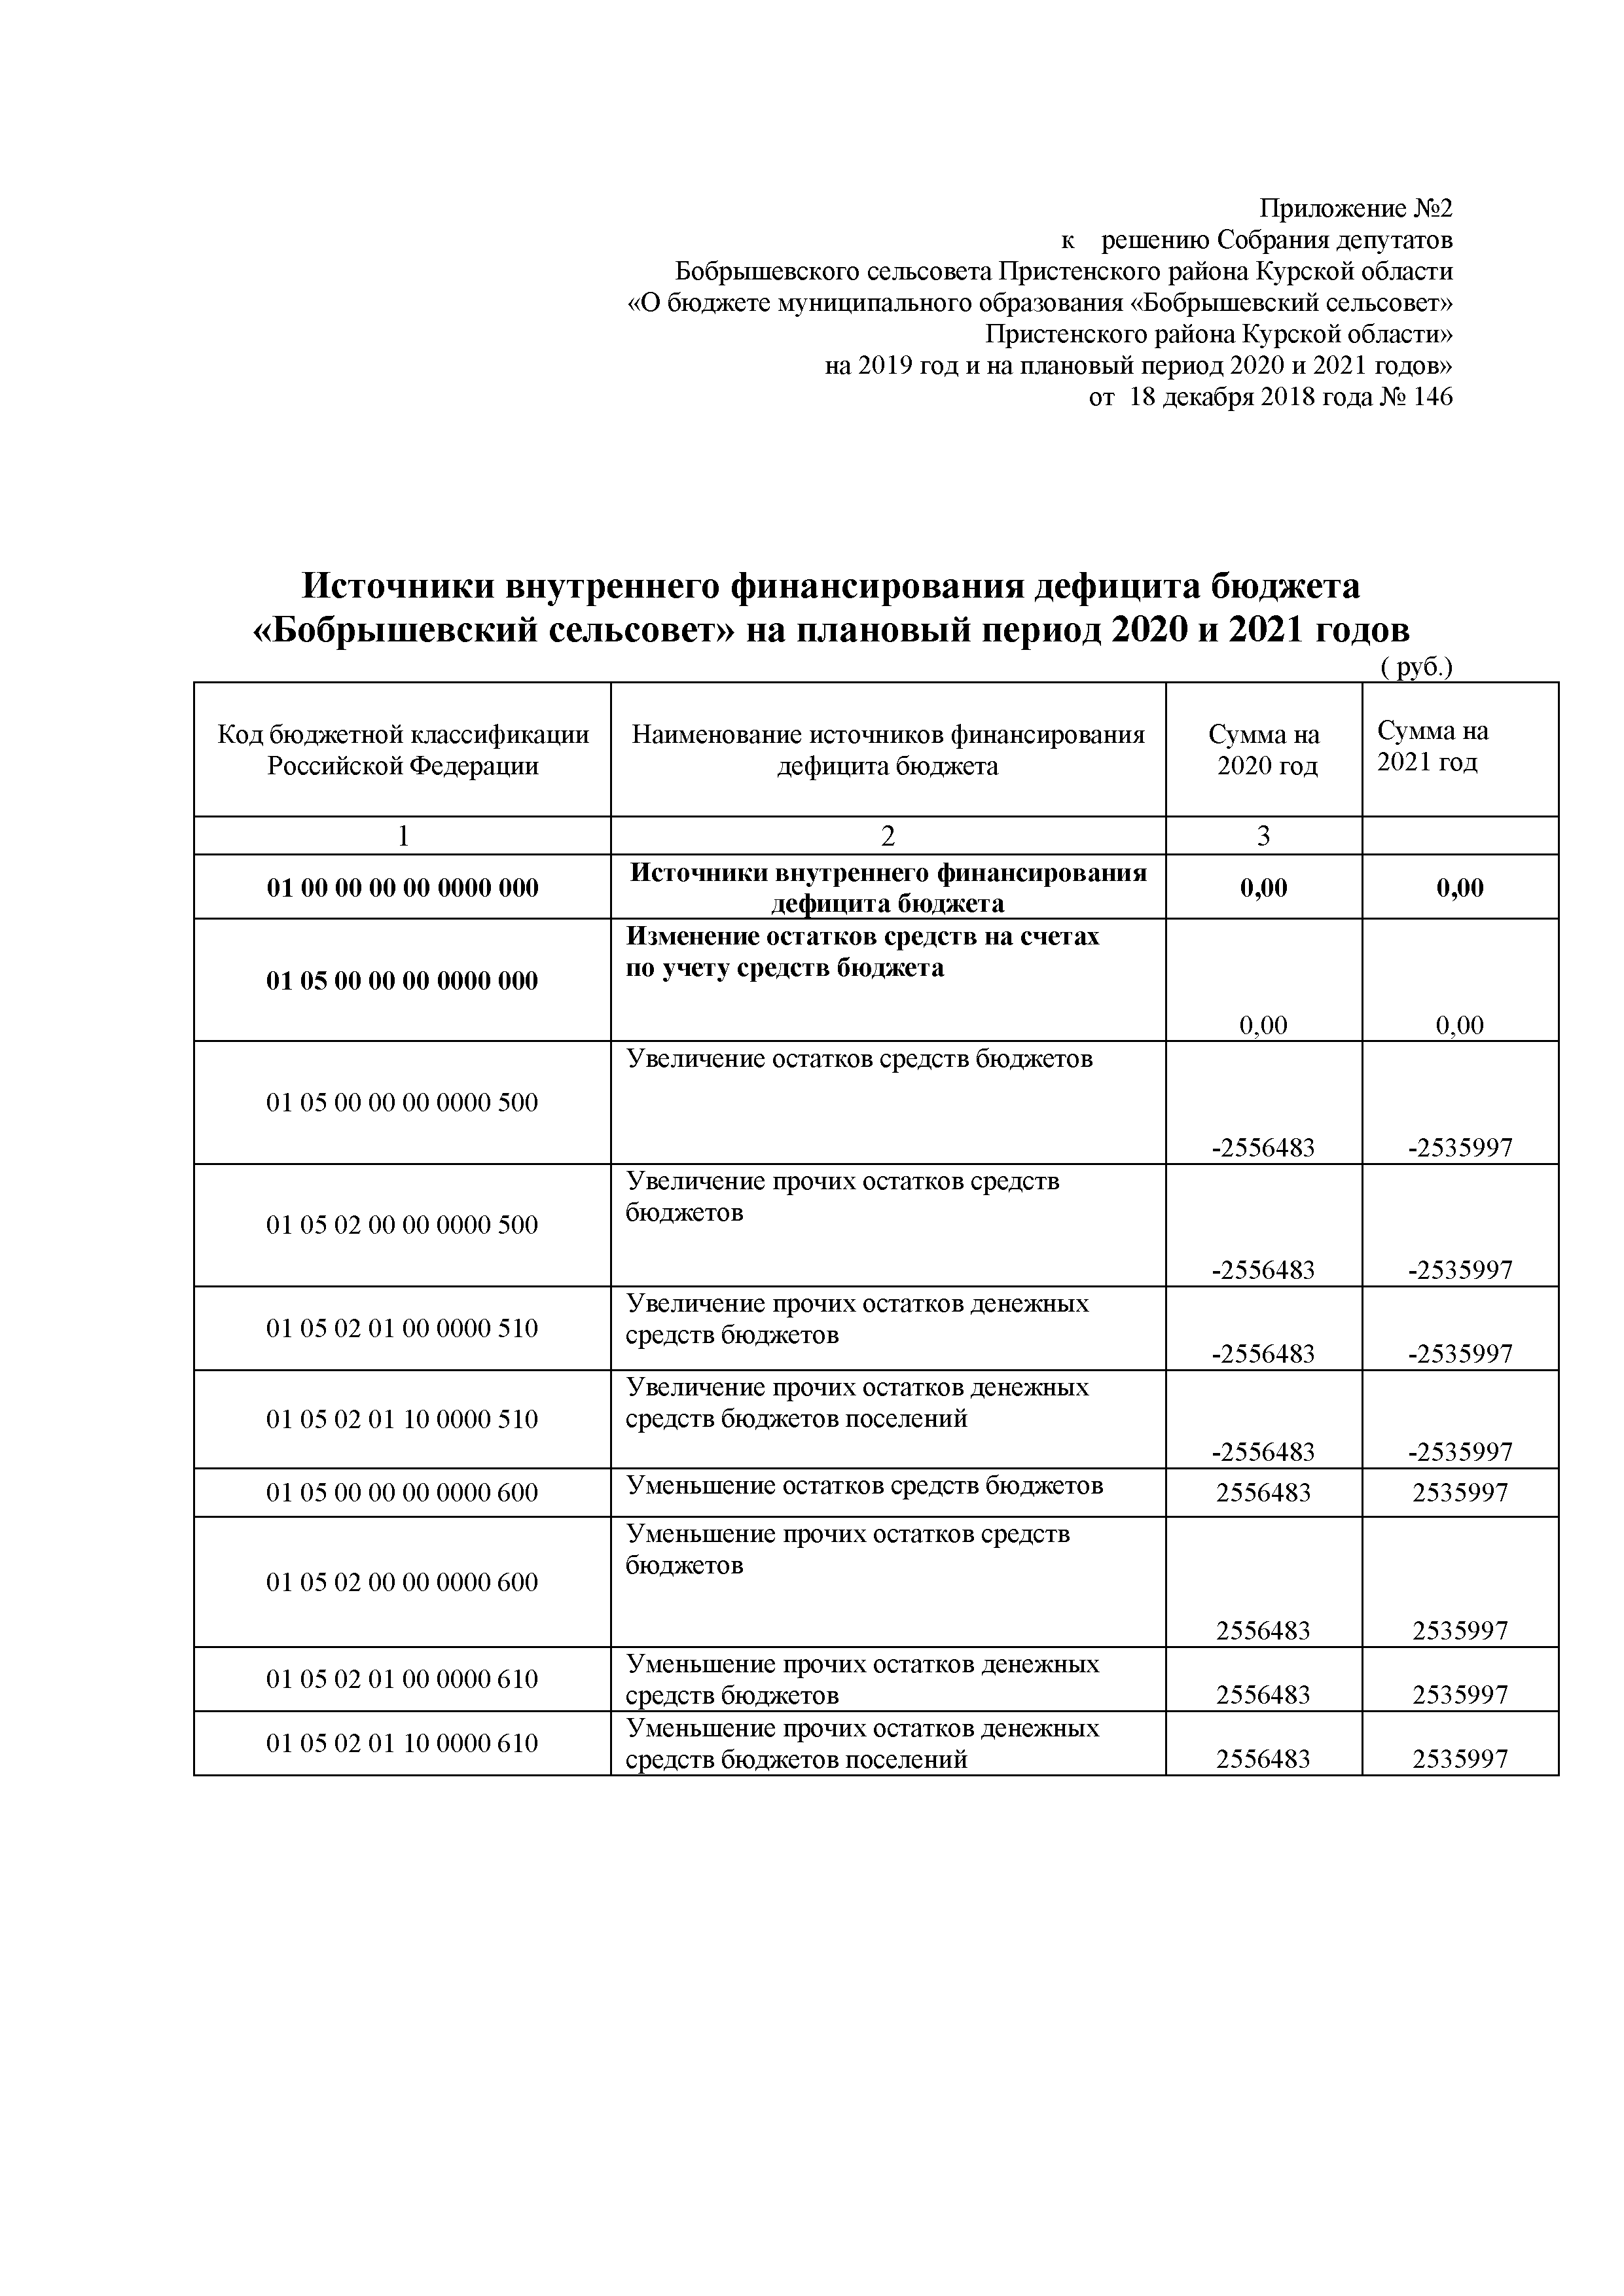 Приложение №2
к решению Собрания депутатов
Бобрышевского сельсовета Пристенского района Курской области
«О бюджете муниципального образования «Бобрышевский сельсовет»
Пристенского района Курской области»
на 2019 год и на плановый период 2020 и 2021 годов»
от 18 декабря 2018 года № 146
Источники внутреннего финансирования дефицита бюджета
«Бобрышевский сельсовет» на плановый период 2020 и 2021 годов
( руб.)
Код бюджетной классификации
Российской Федерации
Наименование источников финансирования
дефицита бюджета
Сумма на
2020 год
Сумма на
2021 год
1
2
3
01 00 00 00 00 0000 000
Источники внутреннего финансирования
дефицита бюджета
0,00
0,00
01 05 00 00 00 0000 000
Изменение остатков средств на счетах
по учету средств бюджета
0,00
0,00
01 05 00 00 00 0000 500
Увеличение остатков средств бюджетов
-2556483
-2535997
01 05 02 00 00 0000 500
Увеличение прочих остатков средств
бюджетов
-2556483
-2535997
01 05 02 01 00 0000 510
Увеличение прочих остатков денежных
средств бюджетов
-2556483
-2535997
01 05 02 01 10 0000 510
Увеличение прочих остатков денежных
средств бюджетов поселений
-2556483
-2535997
01 05 00 00 00 0000 600
Уменьшение остатков средств бюджетов
2556483
2535997
01 05 02 00 00 0000 600
Уменьшение прочих остатков средств
бюджетов
2556483
2535997
01 05 02 01 00 0000 610
Уменьшение прочих остатков денежных
средств бюджетов
2556483
2535997
01 05 02 01 10 0000 610
Уменьшение прочих остатков денежных
средств бюджетов поселений
2556483
2535997